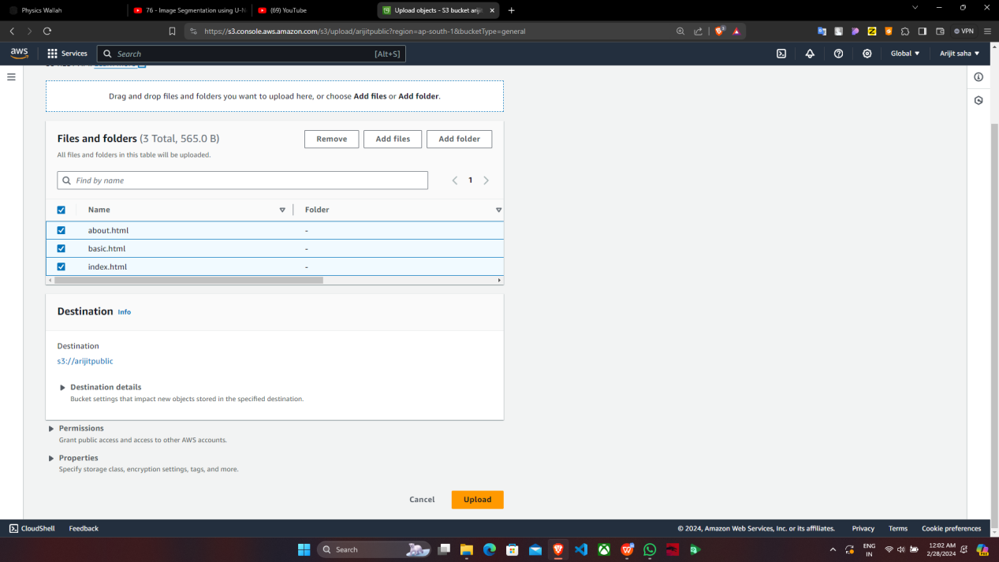 Physics Wallah
76 - Image Segmentation using U-N
(69) YouTube
Upload objects - S3 bucket arijit
https://s3.console.aws.amazon.com/s3/upload/arijitpublic?region=ap-south-1&bucketType=general
VPN
aws
Services
Search
[Alt+S]
Global
Arijit saha
Drag and drop files and folders you want to upload here, or choose Add files or Add folder.
Files and folders (3 Total, 565.0 B)
Remove
Add files
Add folder
All files and folders in this table will be uploaded.
Find by name
1
Name
Folder
about.html -
basic.html -
index.html -
Destination Info
Destination
s3://arijitpublic
Destination details
Bucket settings that impact new objects stored in the specified destination.
Permissions
Grant public access and access to other AWS accounts.
Properties
Specify storage class, encryption settings, tags, and more.
Cancel
Upload
CloudShell
Feedback
© 2024, Amazon Web Services, Inc. or its affiliates.
Privacy
Terms
Cookie preferences
Search
ENG
IN
12:02 AM
2/28/2024